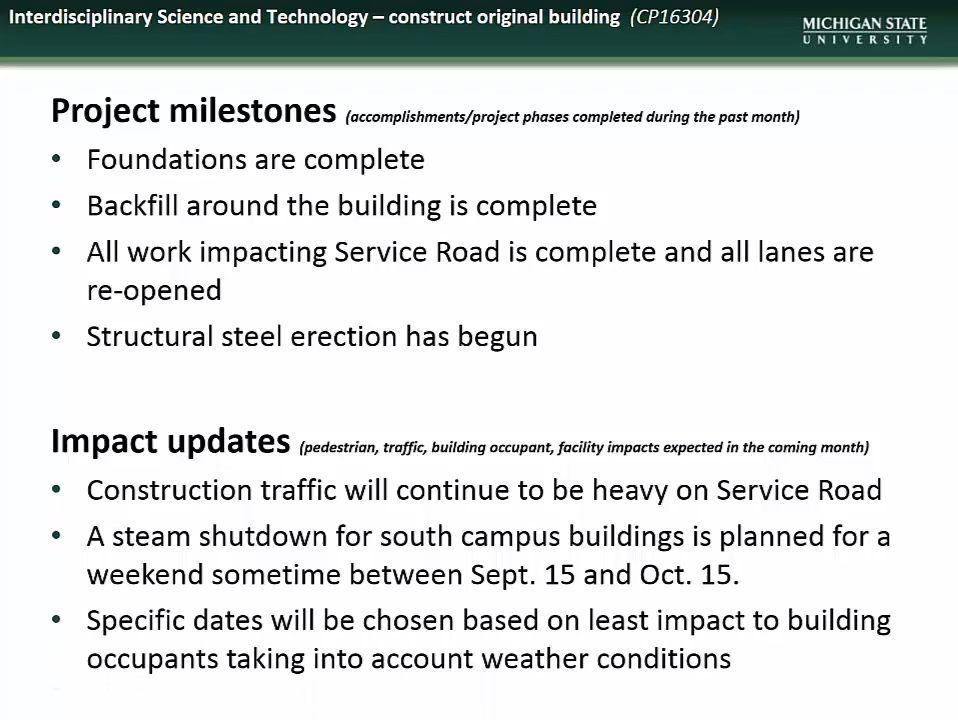 Interdisciplinary Science and Technology – construct original building (CP16304)
MICHIGAN STATE
UNIVERSITY
Project milestones (accomplishments/project phases completed during the past month)
• Foundations are complete
• Backfill around the building is complete
• All work impacting Service Road is complete and all lanes are
re-opened
• Structural steel erection has begun
Impact updates (pedestrian, traffic, building occupant, facility impacts expected in the coming month)
• Construction traffic will continue to be heavy on Service Road
• A steam shutdown for south campus buildings is planned for a
weekend sometime between Sept. 15 and Oct. 15.
• Specific dates will be chosen based on least impact to building
occupants taking into account weather conditions